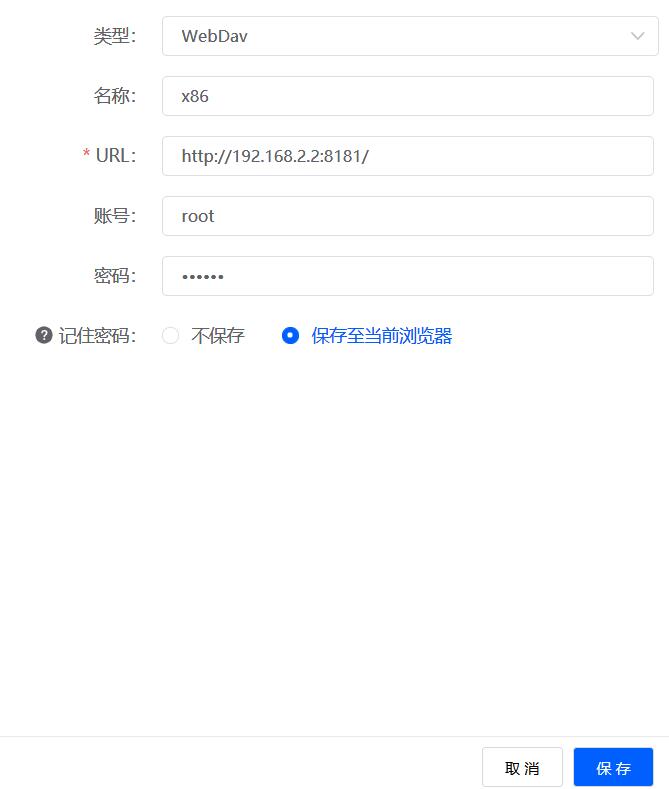 类型: WebDav
名称: x86
* URL: http://192.168.2.2:8181/
账号: root
密码: ••••••
? 记住密码: 不保存 保存至当前浏览器
取消 保存